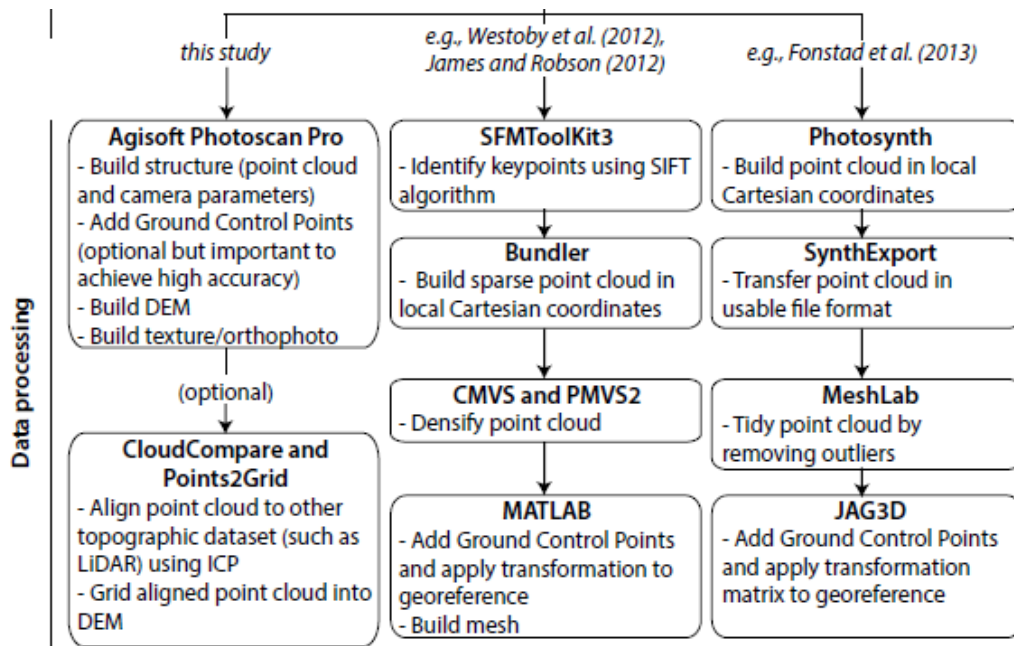 this study
e.g., Westoby et al. (2012),
James and Robson (2012)
e.g., Fonstad et al. (2013)
Data processing
Agisoft Photoscan Pro
- Build structure (point cloud
and camera parameters)
- Add Ground Control Points
(optional but important to
achieve high accuracy)
- Build DEM
- Build texture/orthophoto
(optional)
CloudCompare and
Points2Grid
- Align point cloud to other
topographic dataset (such as
LiDAR) using ICP
- Grid aligned point cloud into
DEM
SFMToolKit3
- Identify keypoints using SIFT
algorithm
Bundler
- Build sparse point cloud in
local Cartesian coordinates
CMVS and PMVS2
- Densify point cloud
MATLAB
- Add Ground Control Points
and apply transformation to
georeference
- Build mesh
Photosynth
- Build point cloud in local
Cartesian coordinates
SynthExport
- Transfer point cloud in
usable file format
MeshLab
- Tidy point cloud by
removing outliers
JAG3D
- Add Ground Control Points
and apply transformation
matrix to georeference